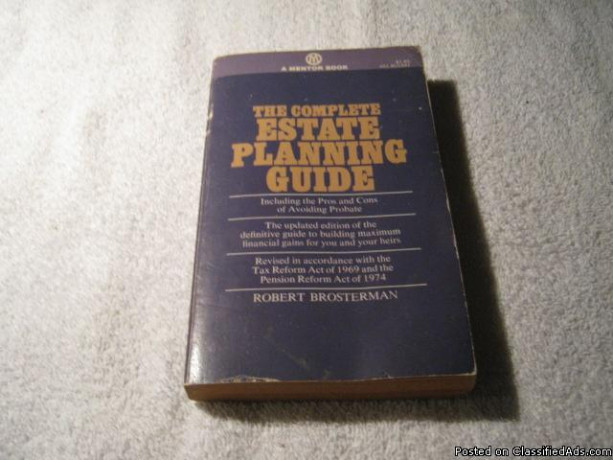 A MENTOR BOOK
THE COMPLETE
ESTATE
PLANNING
GUIDE
Including the Pros and Cons
of Avoiding Probate
The updated edition of the
definitive guide to building maximum
financial gains for you and your heirs
Revised in accordance with the
Tax Reform Act of 1969 and the
Pension Reform Act of 1974
ROBERT BROSTERMAN
Posted on ClassifiedAds.com